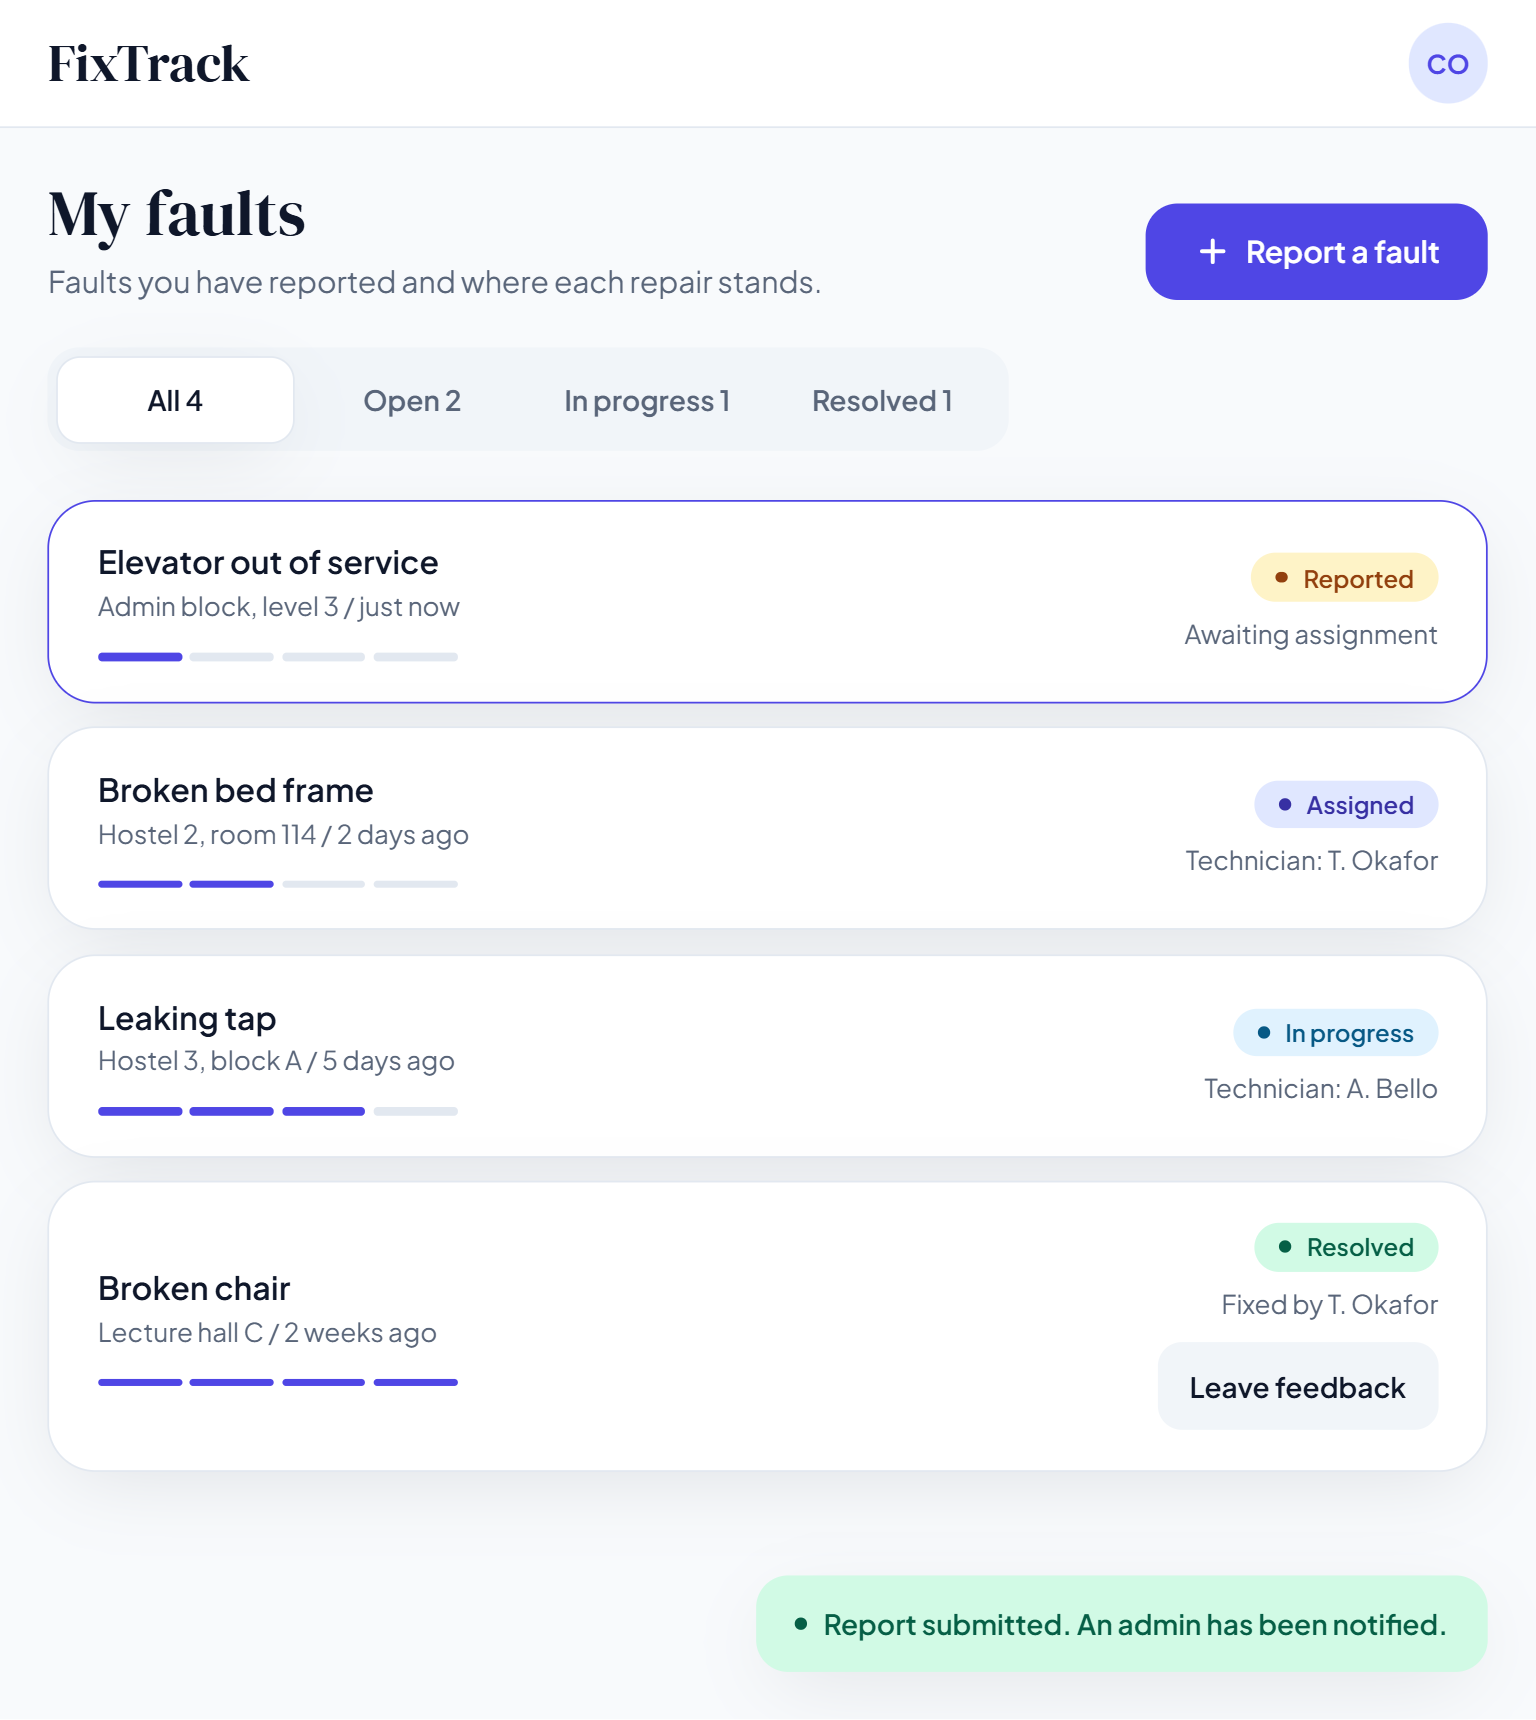 FixTrack
CO
My faults
Faults you have reported and where each repair stands.
+ Report a fault
All 4
Open 2
In progress 1
Resolved 1
Elevator out of service
Admin block, level 3 / just now
Reported
Awaiting assignment
Broken bed frame
Hostel 2, room 114 / 2 days ago
Assigned
Technician: T. Okafor
Leaking tap
Hostel 3, block A / 5 days ago
In progress
Technician: A. Bello
Broken chair
Lecture hall C / 2 weeks ago
Resolved
Fixed by T. Okafor
Leave feedback
Report submitted. An admin has been notified.